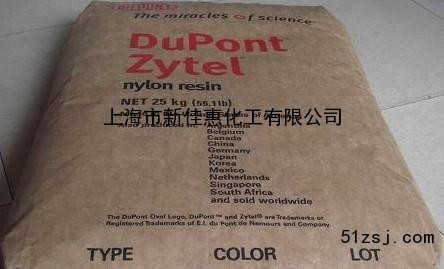 DUPONT
The miracles of science™
DuPont
Zytel®
nylon resin
NET 25 kg (55.1lb)
上海市新佳惠化工有限公司
Argentina
Belgium
Canada
China
Germany
Japan
Korea
Mexico
Netherlands
Singapore
South Africa
and sold worldwide
The DuPont Oval Logo, DuPont™ and Zytel® are Trademarks or
Registered Trademarks of E.I. du Pont de Nemours and Company.
51zsj.com
TYPE COLOR LOT